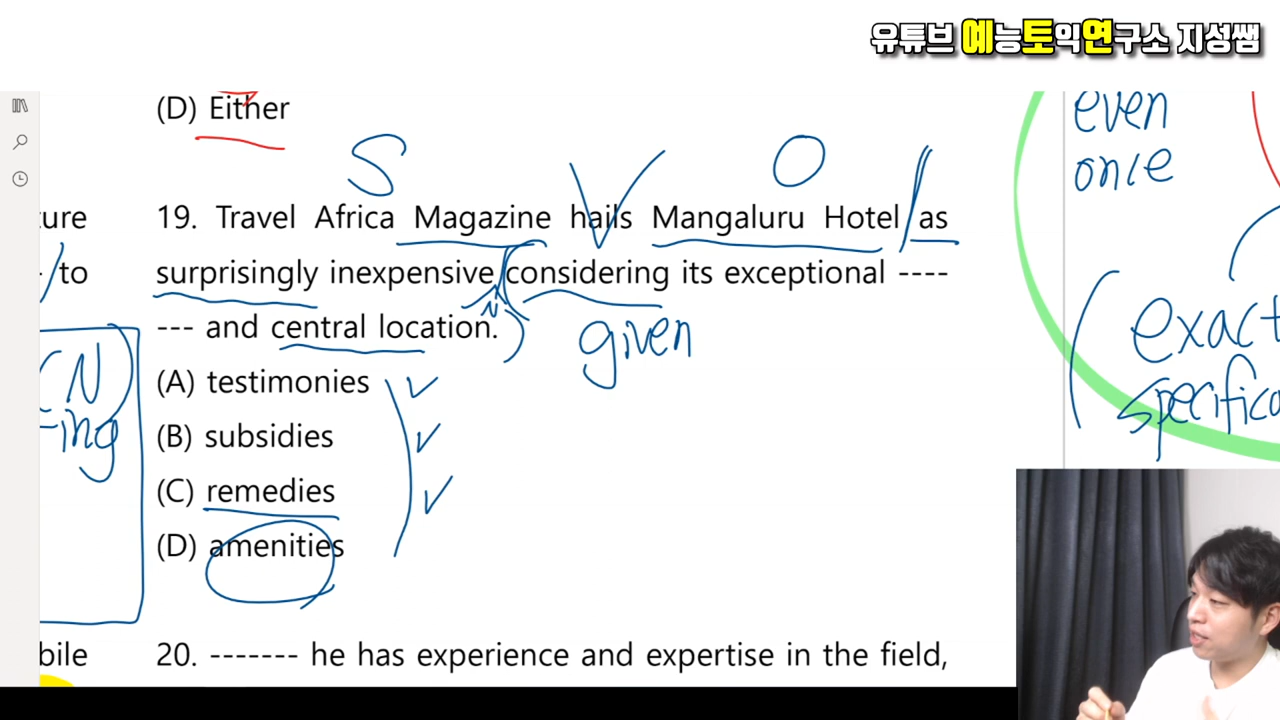 유튜브 예능토익연구소 지성쌤
(D) Either
S V O
19. Travel Africa Magazine hails Mangaluru Hotel as
surprisingly inexpensive considering its exceptional ----
--- and central location.
N
given
(A) testimonies
(B) subsidies
(C) remedies
(D) amenities
20. ------- he has experience and expertise in the field,
ture
to
N
ing
bile
even
once
exact
specific